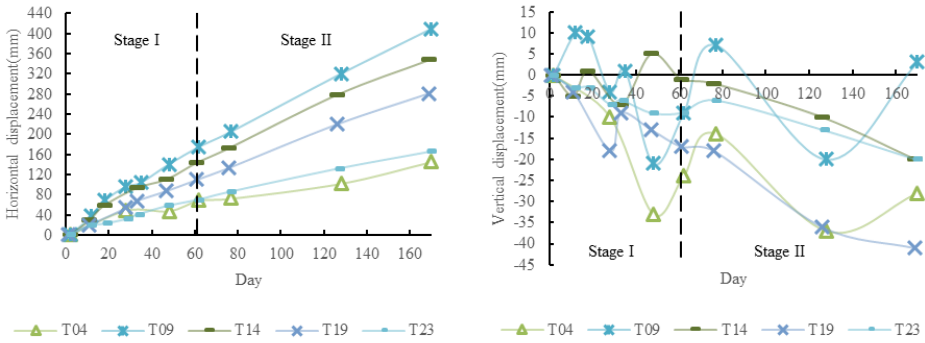 Horizontal displacement(mm)
440
400
360
320
280
240
200
160
120
80
40
0
Stage I
Stage II
0 20 40 60 80 100 120 140 160
Day
T04 T09 T14 T19 T23
Vertical displacement(mm)
15
10
5
0
-5
-10
-15
-20
-25
-30
-35
-40
-45
0 20 40 60 80 100 120 140 160
Stage I
Stage II
Day
T04 T09 T14 T19 T23